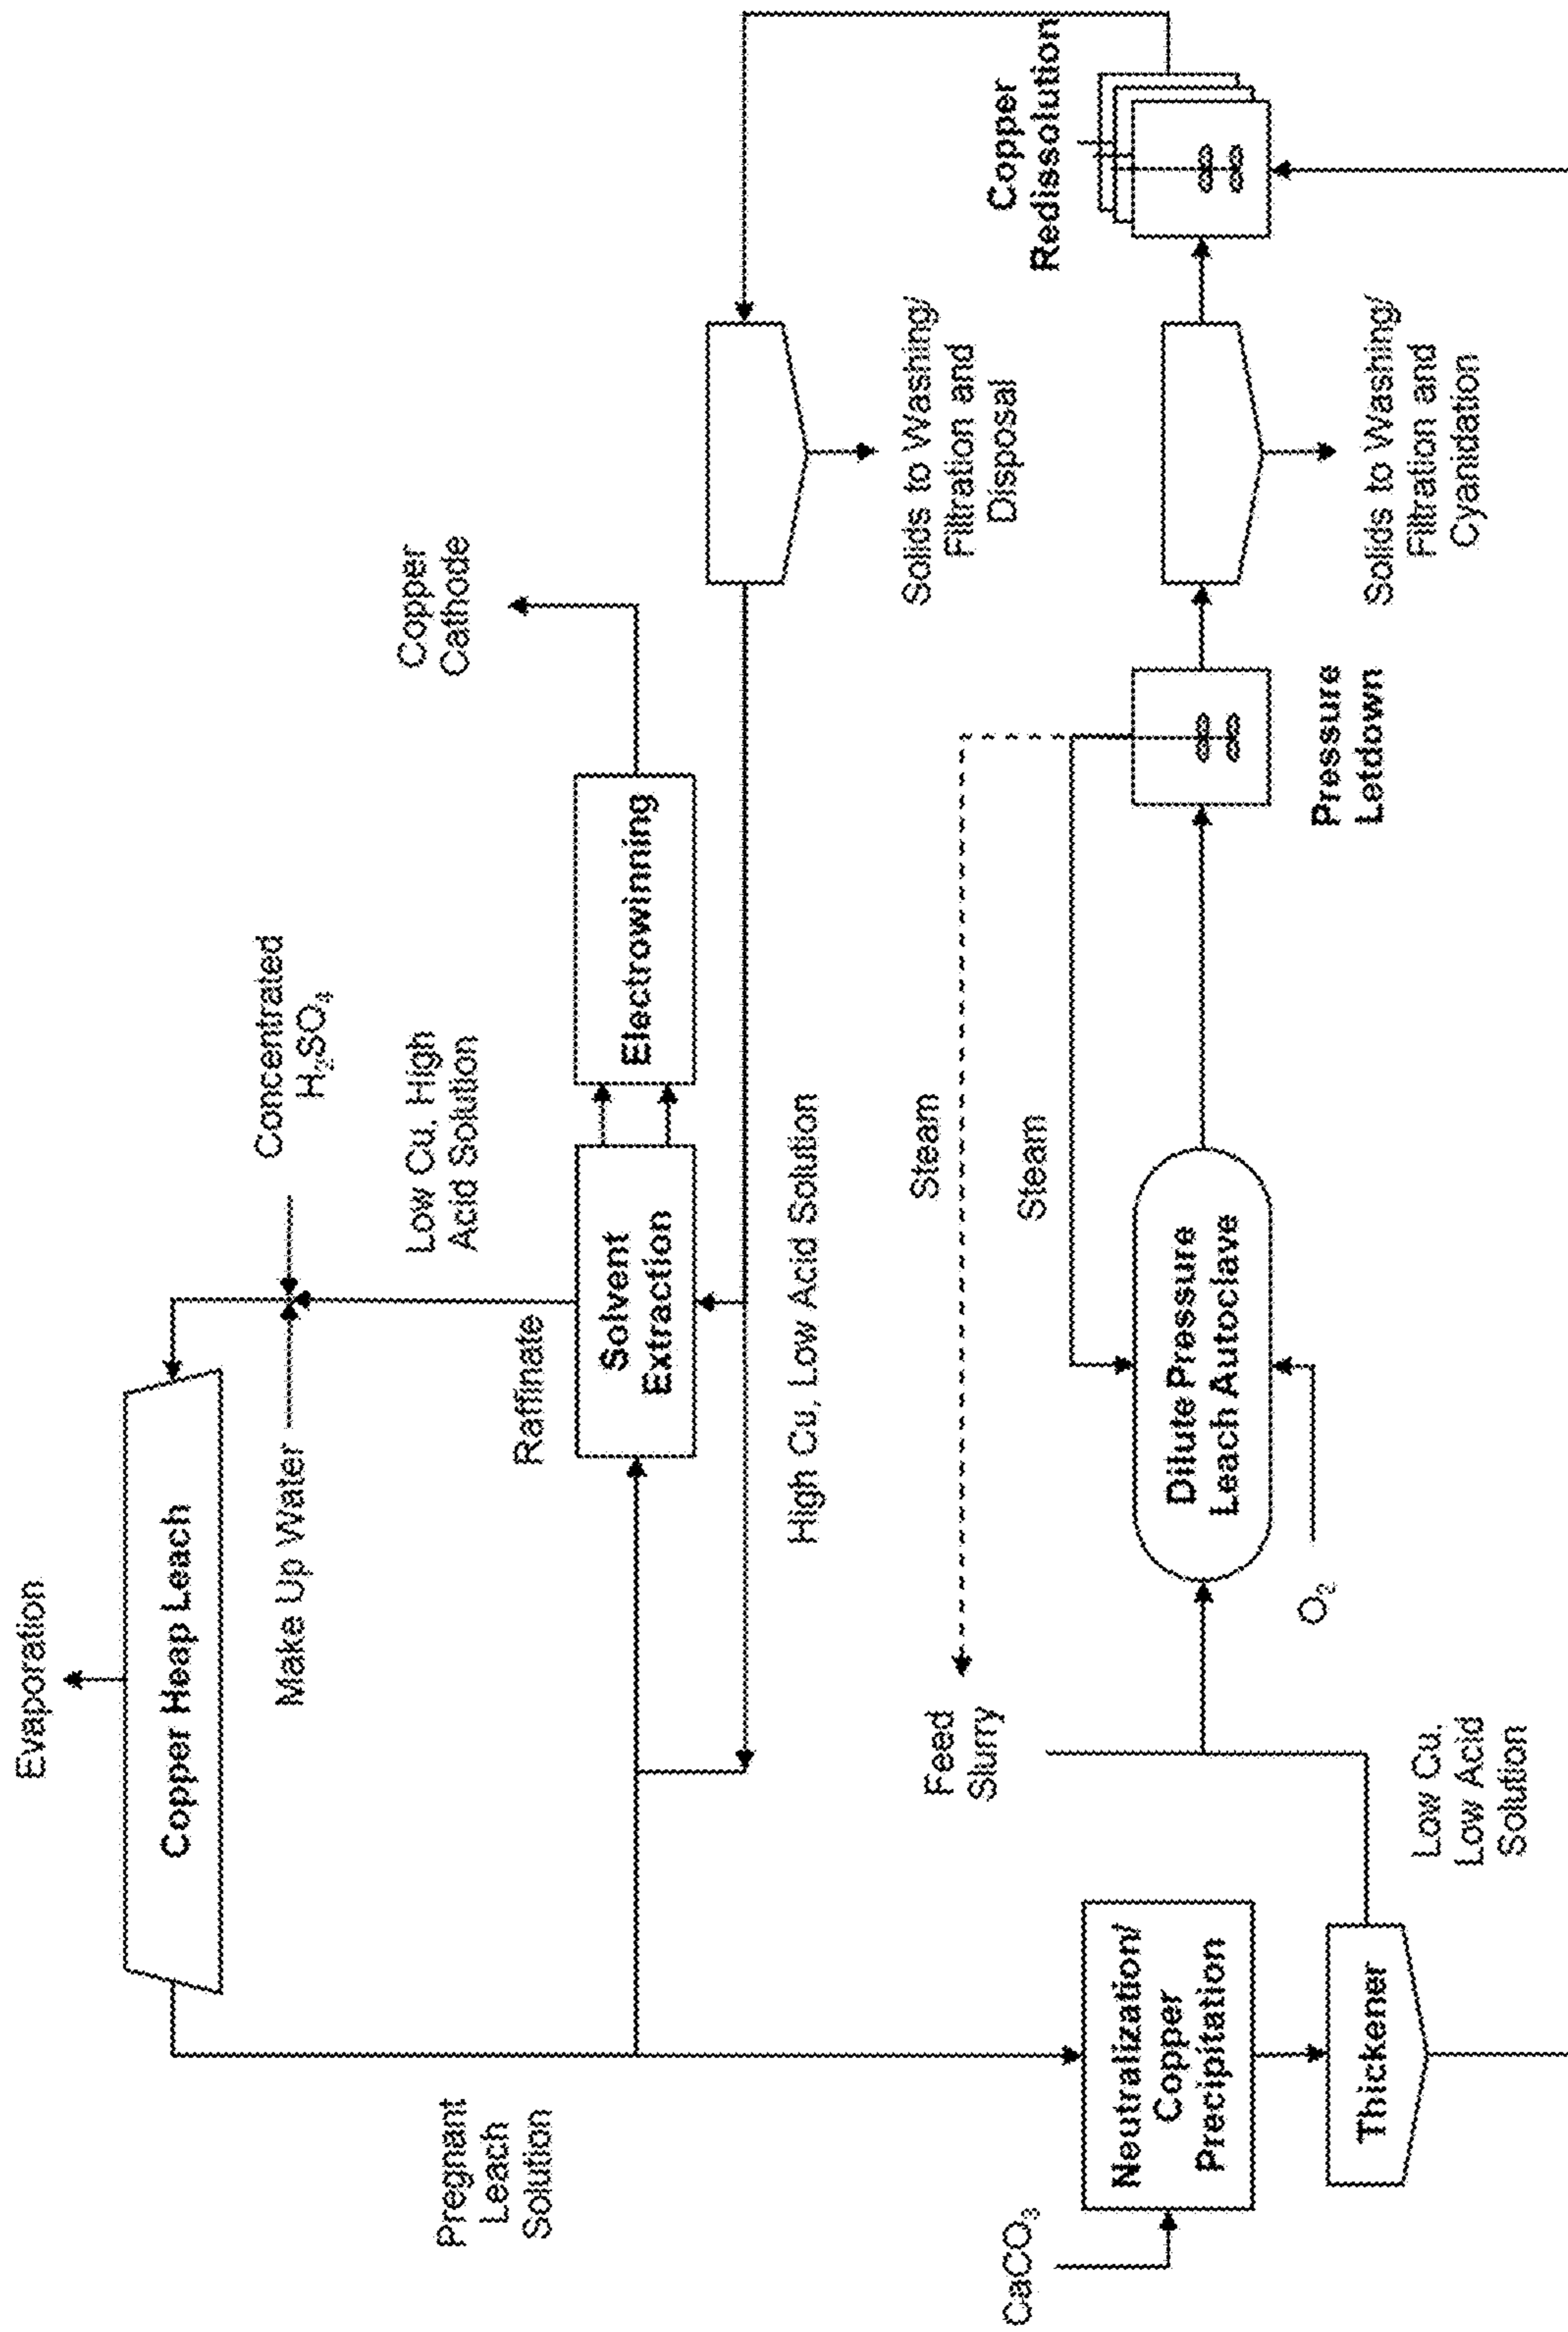 Evaporation
Copper Heap Leach
Make Up Water
Concentrated
H₂SO₄
Pregnant
Leach
Solution
Raffinate
Low Cu, High
Acid Solution
Solvent
Extraction
Electrowinning
Copper
Cathode
High Cu, Low Acid Solution
Solids to Washing/
Filtration and
Disposal
Steam
Steam
Feed
Slurry
CaCO₃
Neutralization/
Copper
Precipitation
Thickener
Low Cu,
Low Acid
Solution
Dilute Pressure
Leach Autoclave
O₂
Pressure
Letdown
Solids to Washing/
Filtration and
Cyanidation
Copper
Redissolution